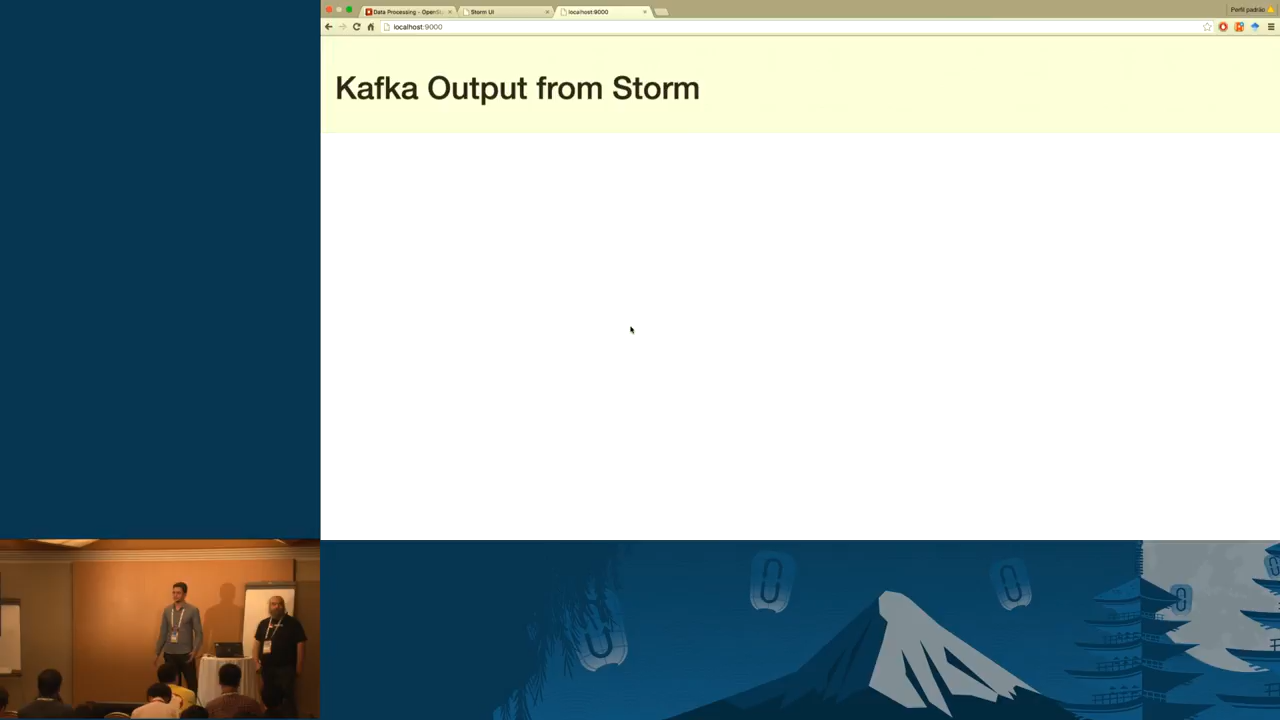 Data Processing - OpenSt
Storm UI
localhost:9000
Perfil padrão
localhost:9000
Kafka Output from Storm